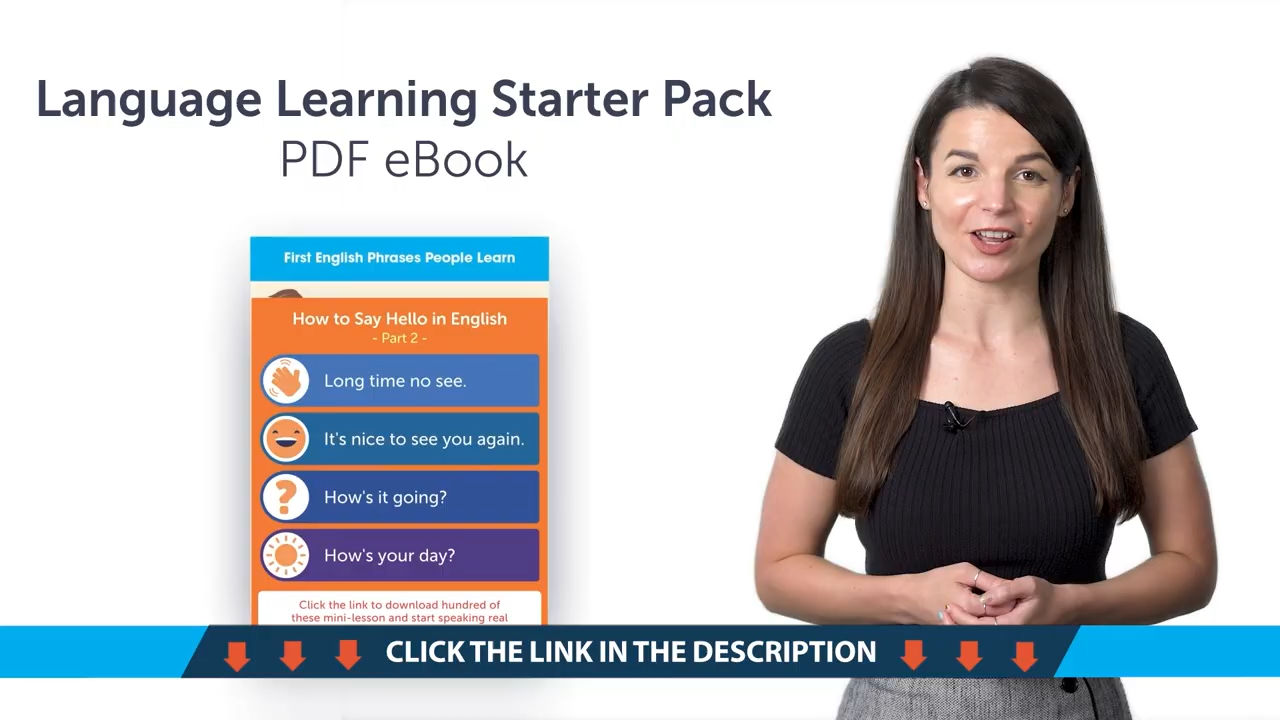 Language Learning Starter Pack
PDF eBook
First English Phrases People Learn
How to Say Hello in English
- Part 2 -
Long time no see.
It's nice to see you again.
How's it going?
How's your day?
Click the link to download hundred of
these mini-lesson and start speaking real
CLICK THE LINK IN THE DESCRIPTION